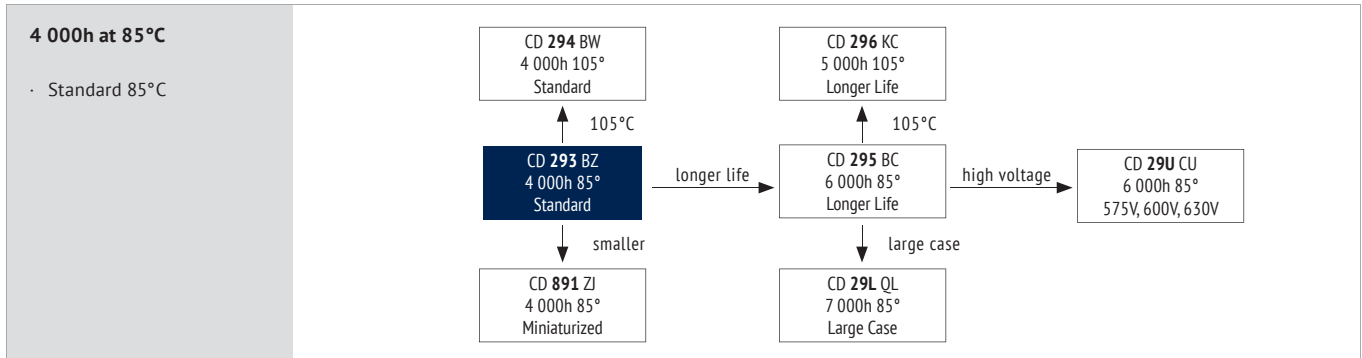 4 000h at 85°C
· Standard 85°C
CD 294 BW
4 000h 105°
Standard
CD 296 KC
5 000h 105°
Longer Life
105°C
105°C
CD 293 BZ
4 000h 85°
Standard
longer life
CD 295 BC
6 000h 85°
Longer Life
high voltage
CD 29U CU
6 000h 85°
575V, 600V, 630V
smaller
large case
CD 891 ZJ
4 000h 85°
Miniaturized
CD 29L QL
7 000h 85°
Large Case